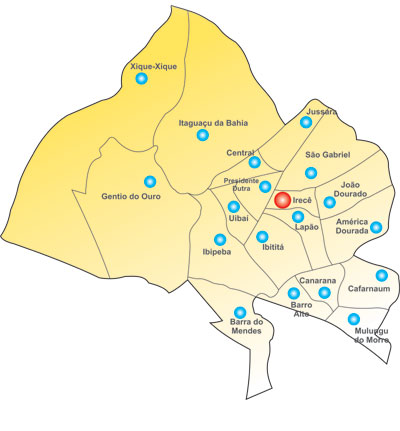 Xique-Xique
Jussara
Itaguaçu da Bahia
Central
São Gabriel
Presidente
Dutra
João
Dourado
Gentio do Ouro
Irecê
Uibaí
Lapão
América
Dourada
Ibipeba
Ibititá
Canarana
Cafarnaum
Barro
Alto
Barra do
Mendes
Mulungu
do Morro